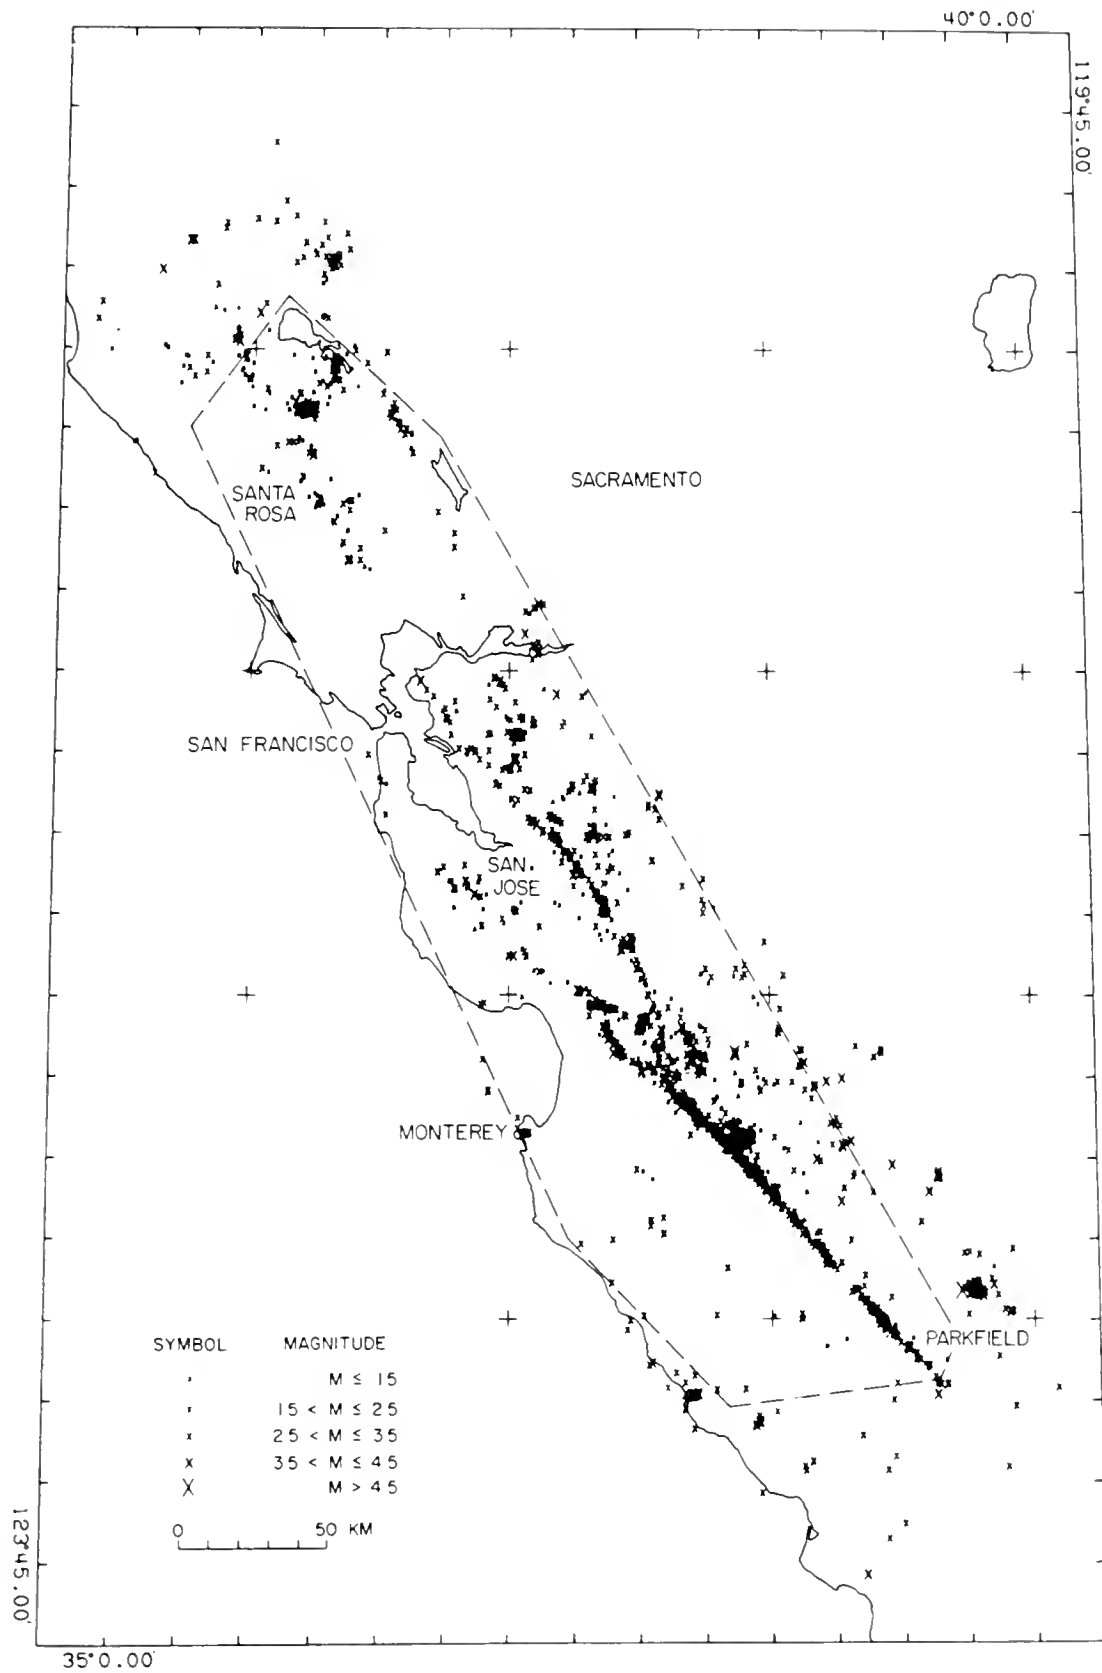 40°0.00'
119°45.00'
SACRAMENTO
SANTA
ROSA
SAN FRANCISCO
SAN
JOSE
MONTEREY
PARKFIELD
SYMBOL MAGNITUDE
M ≤ 15
15 < M ≤ 25
25 < M ≤ 35
35 < M ≤ 45
M > 45
0 50 KM
123°45.00'
35°0.00'